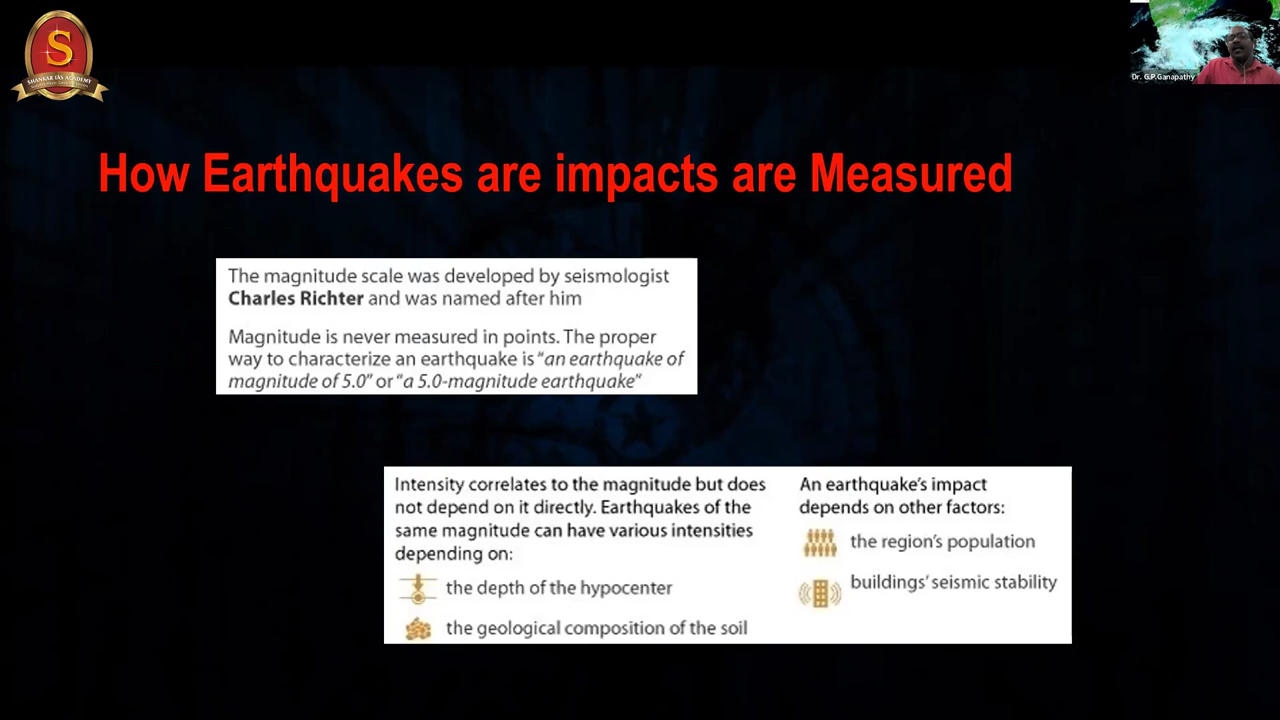 S
SHANKAR IAS ACADEMY
Dr. G.P.Ganapathy
How Earthquakes are impacts are Measured
The magnitude scale was developed by seismologist
Charles Richter and was named after him
Magnitude is never measured in points. The proper
way to characterize an earthquake is “an earthquake of
magnitude of 5.0” or “a 5.0-magnitude earthquake”
Intensity correlates to the magnitude but does
not depend on it directly. Earthquakes of the
same magnitude can have various intensities
depending on:
the depth of the hypocenter
the geological composition of the soil
An earthquake’s impact
depends on other factors:
the region’s population
buildings’ seismic stability